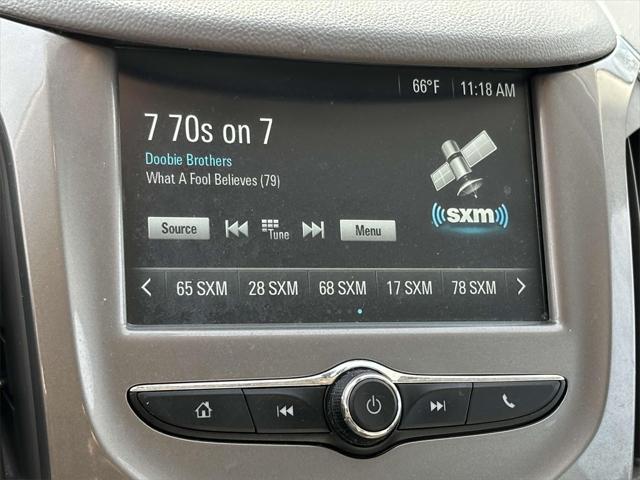 66°F 11:18 AM
7 70s on 7
Doobie Brothers
What A Fool Believes (79)
sxm
Source Tune Menu
65 SXM 28 SXM 68 SXM 17 SXM 78 SXM